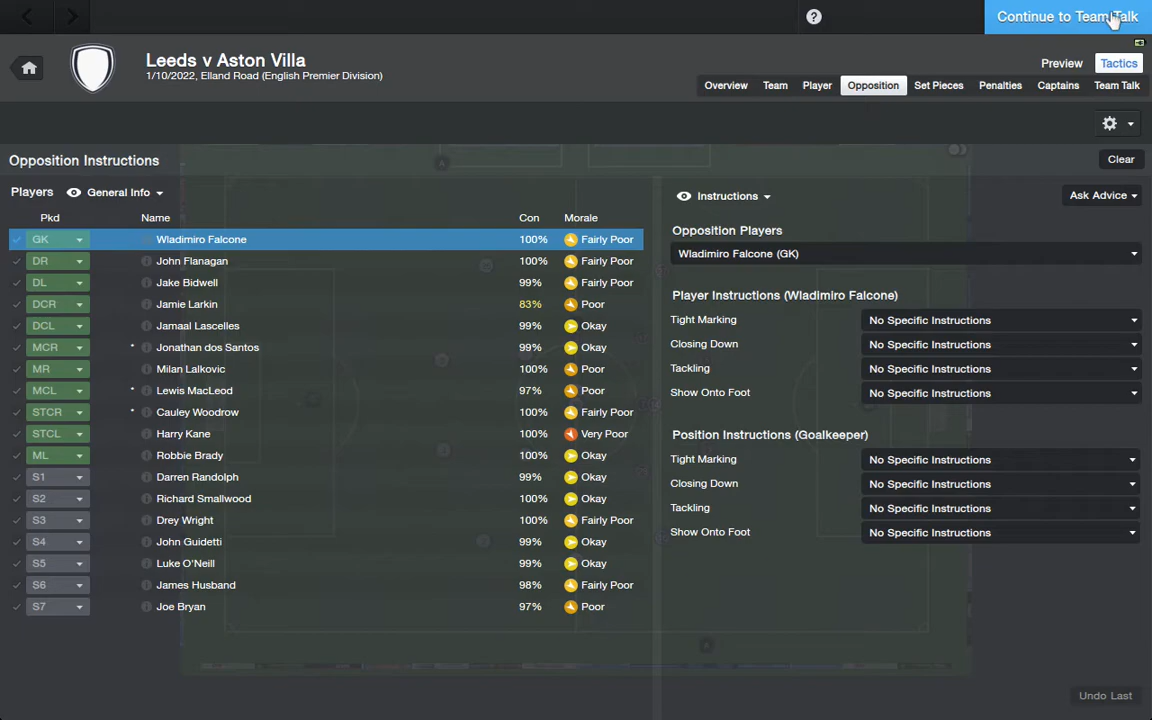 Continue to Team Talk
Leeds v Aston Villa
1/10/2022, Elland Road (English Premier Division)
Preview Tactics
Overview Team Player Opposition Set Pieces Penalties Captains Team Talk
Opposition Instructions Clear
Players General Info Instructions Ask Advice
Pkd Name Con Morale
GK Wladimiro Falcone 100% Fairly Poor
DR John Flanagan 100% Fairly Poor
DL Jake Bidwell 99% Fairly Poor
DCR Jamie Larkin 83% Poor
DCL Jamaal Lascelles 99% Okay
MCR Jonathan dos Santos 99% Okay
MR Milan Lalkovic 100% Poor
MCL Lewis MacLeod 97% Poor
STCR Cauley Woodrow 100% Fairly Poor
STCL Harry Kane 100% Very Poor
ML Robbie Brady 100% Okay
S1 Darren Randolph 99% Okay
S2 Richard Smallwood 100% Okay
S3 Drey Wright 100% Fairly Poor
S4 John Guidetti 99% Okay
S5 Luke O'Neill 99% Okay
S6 James Husband 98% Fairly Poor
S7 Joe Bryan 97% Poor
Opposition Players
Wladimiro Falcone (GK)
Player Instructions (Wladimiro Falcone)
Tight Marking No Specific Instructions
Closing Down No Specific Instructions
Tackling No Specific Instructions
Show Onto Foot No Specific Instructions
Position Instructions (Goalkeeper)
Tight Marking No Specific Instructions
Closing Down No Specific Instructions
Tackling No Specific Instructions
Show Onto Foot No Specific Instructions
Undo Last